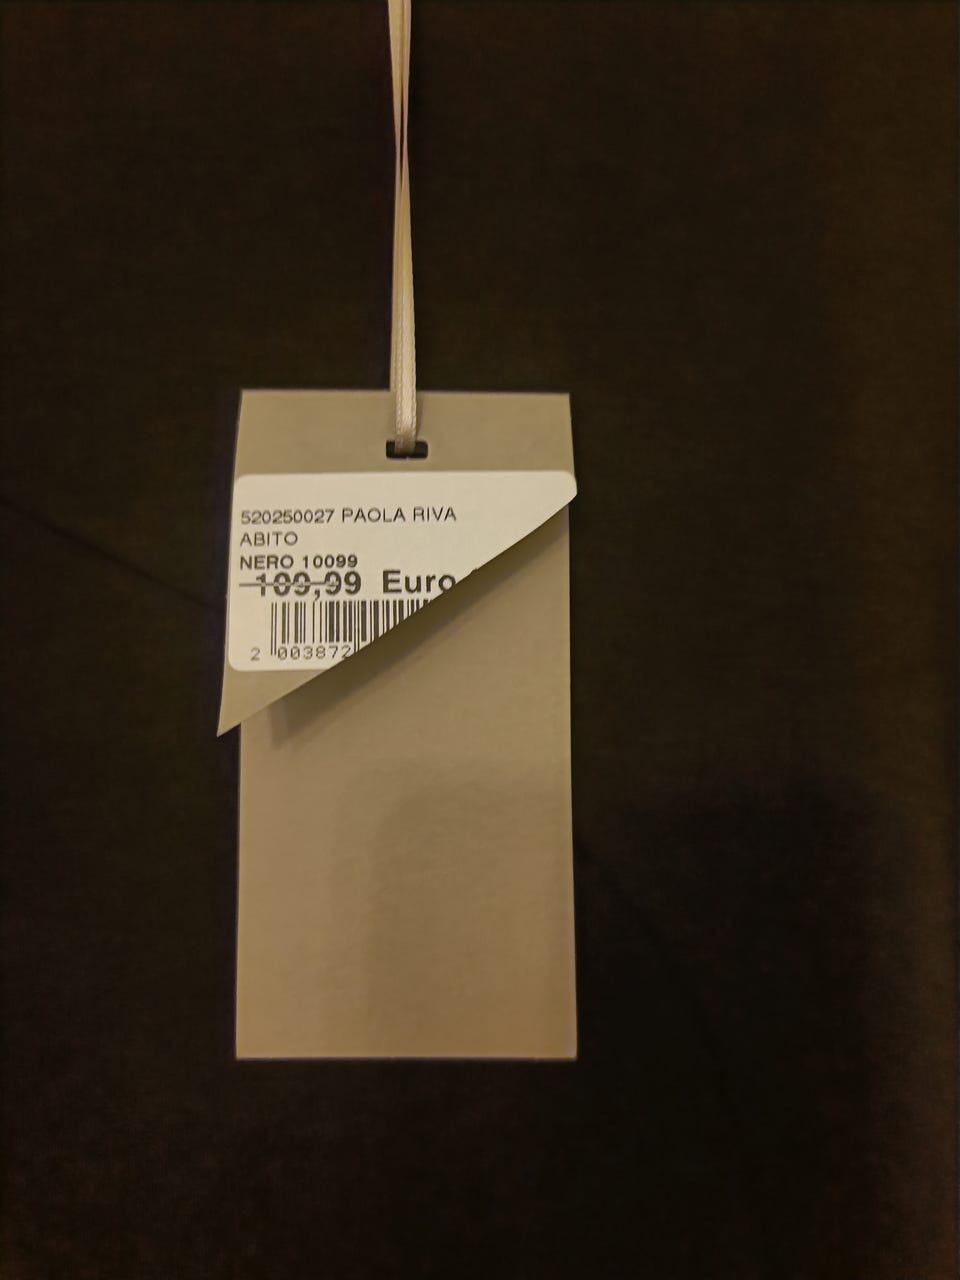 520250027 PAOLA RIVA
ABITO
NERO 10099
109,99 Euro
2 003872